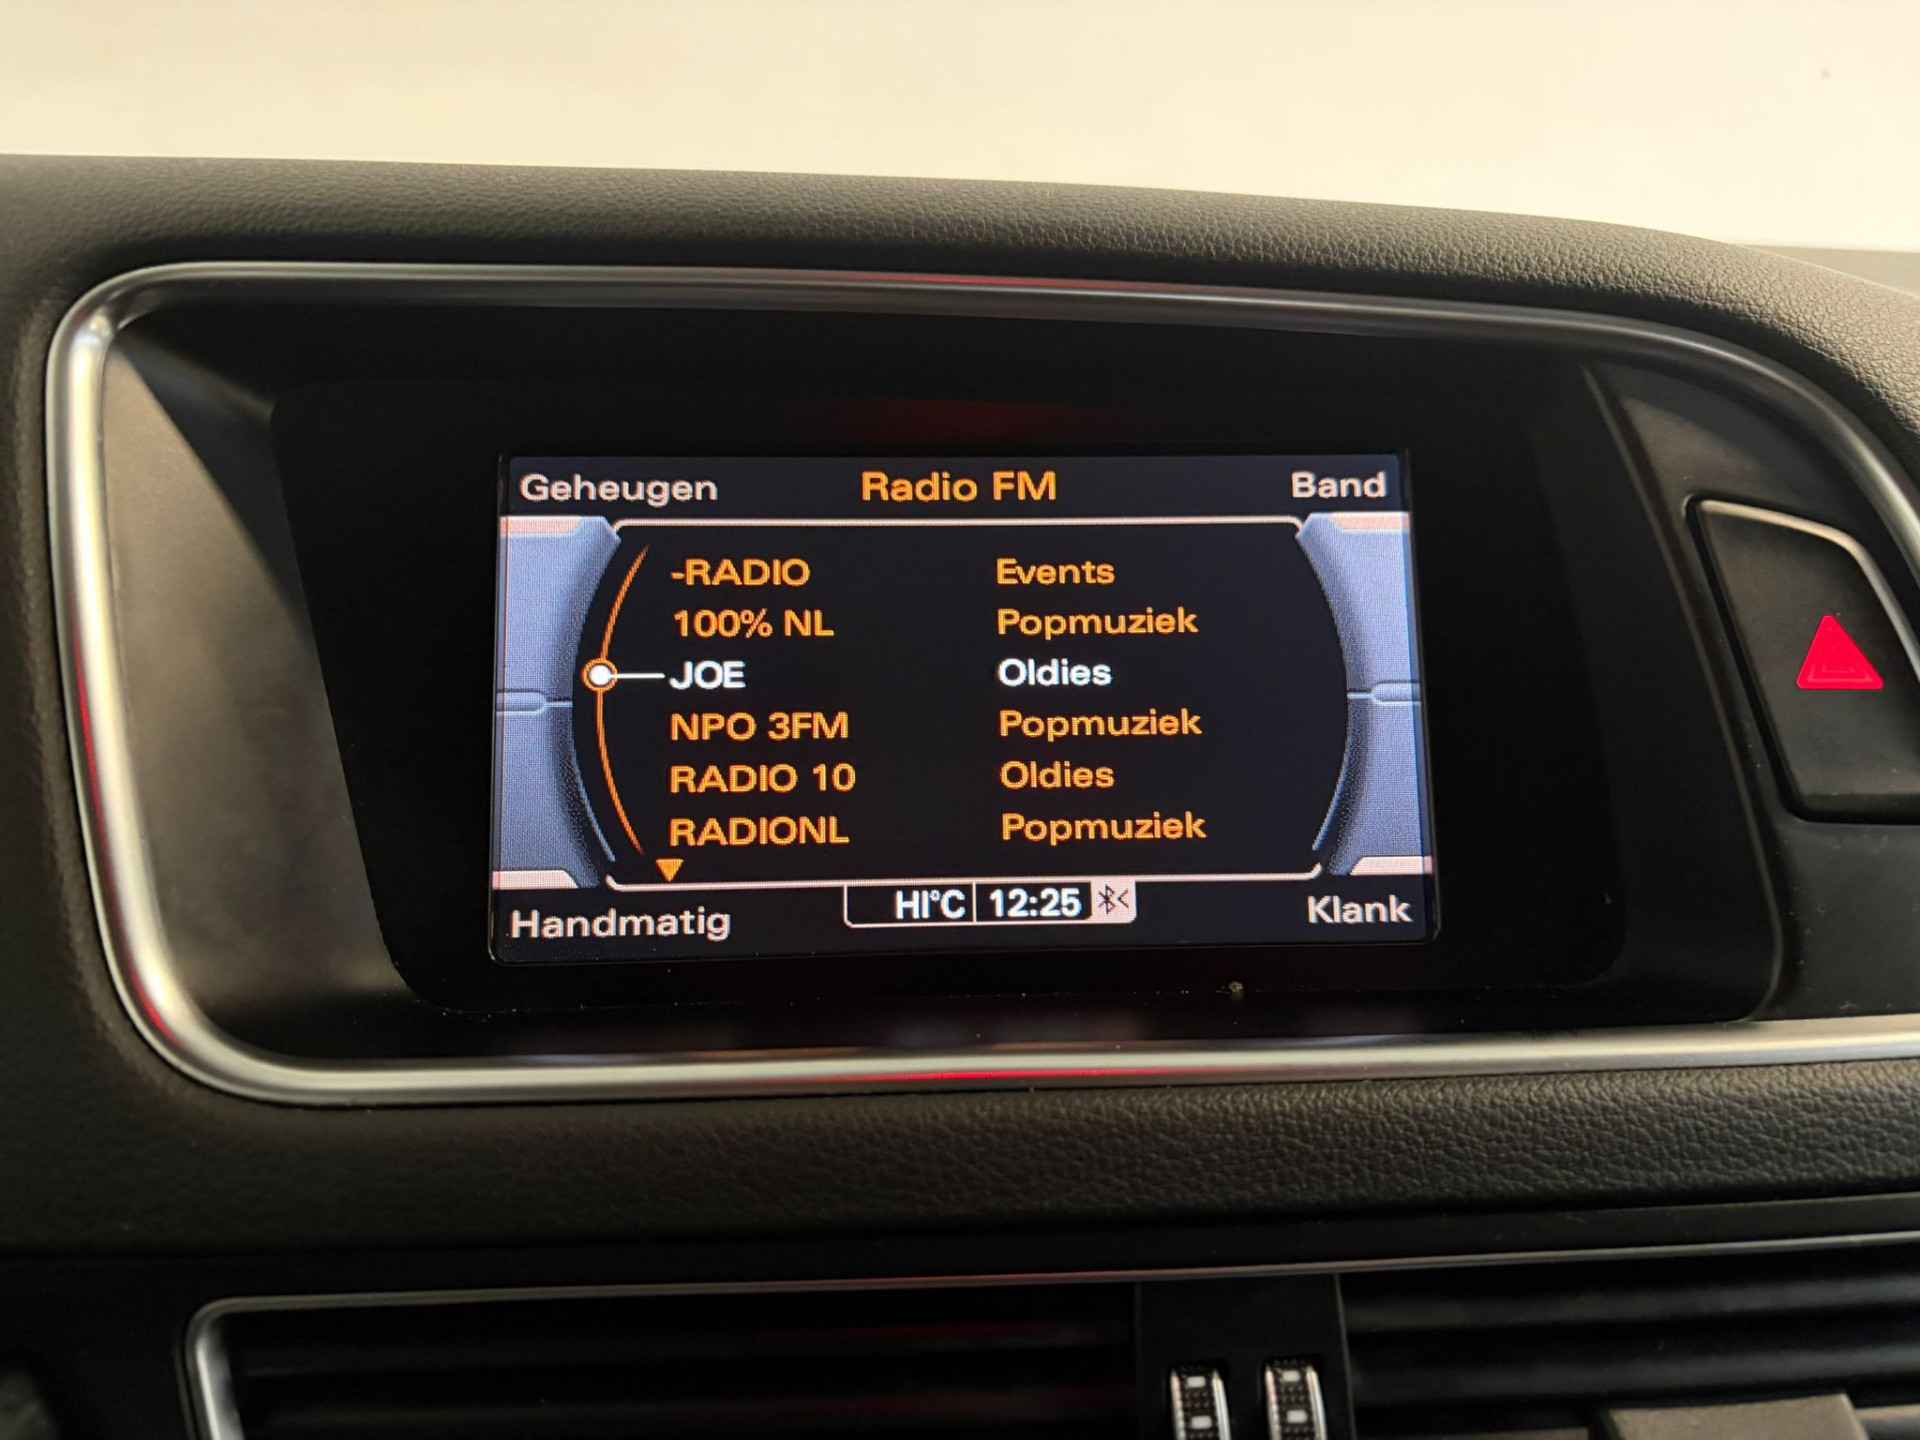 Geheugen Radio FM Band
-RADIO Events
100% NL Popmuziek
JOE Oldies
NPO 3FM Popmuziek
RADIO 10 Oldies
RADIONL Popmuziek
Handmatig HI°C 12:25 Klank